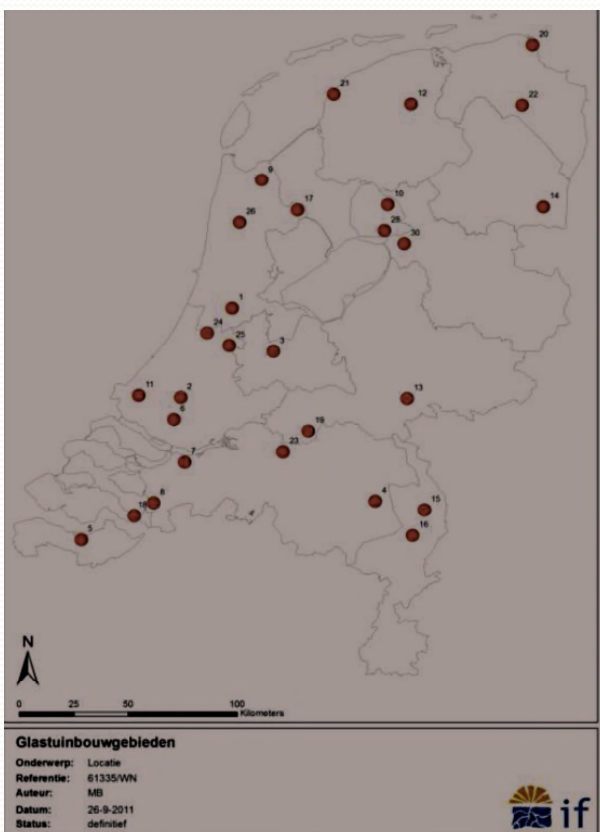 20
21
12
22
9
10
17
14
26
28
30
1
24
25
3
11
2
13
6
19
23
7
8
4
18
15
16
5
N
0 25 50 100
Kilometers
Glastuinbouwgebieden
Onderwerp: Locatie
Referentie: 61335/WN
Auteur: MB
Datum: 26-9-2011
Status: definitief
if